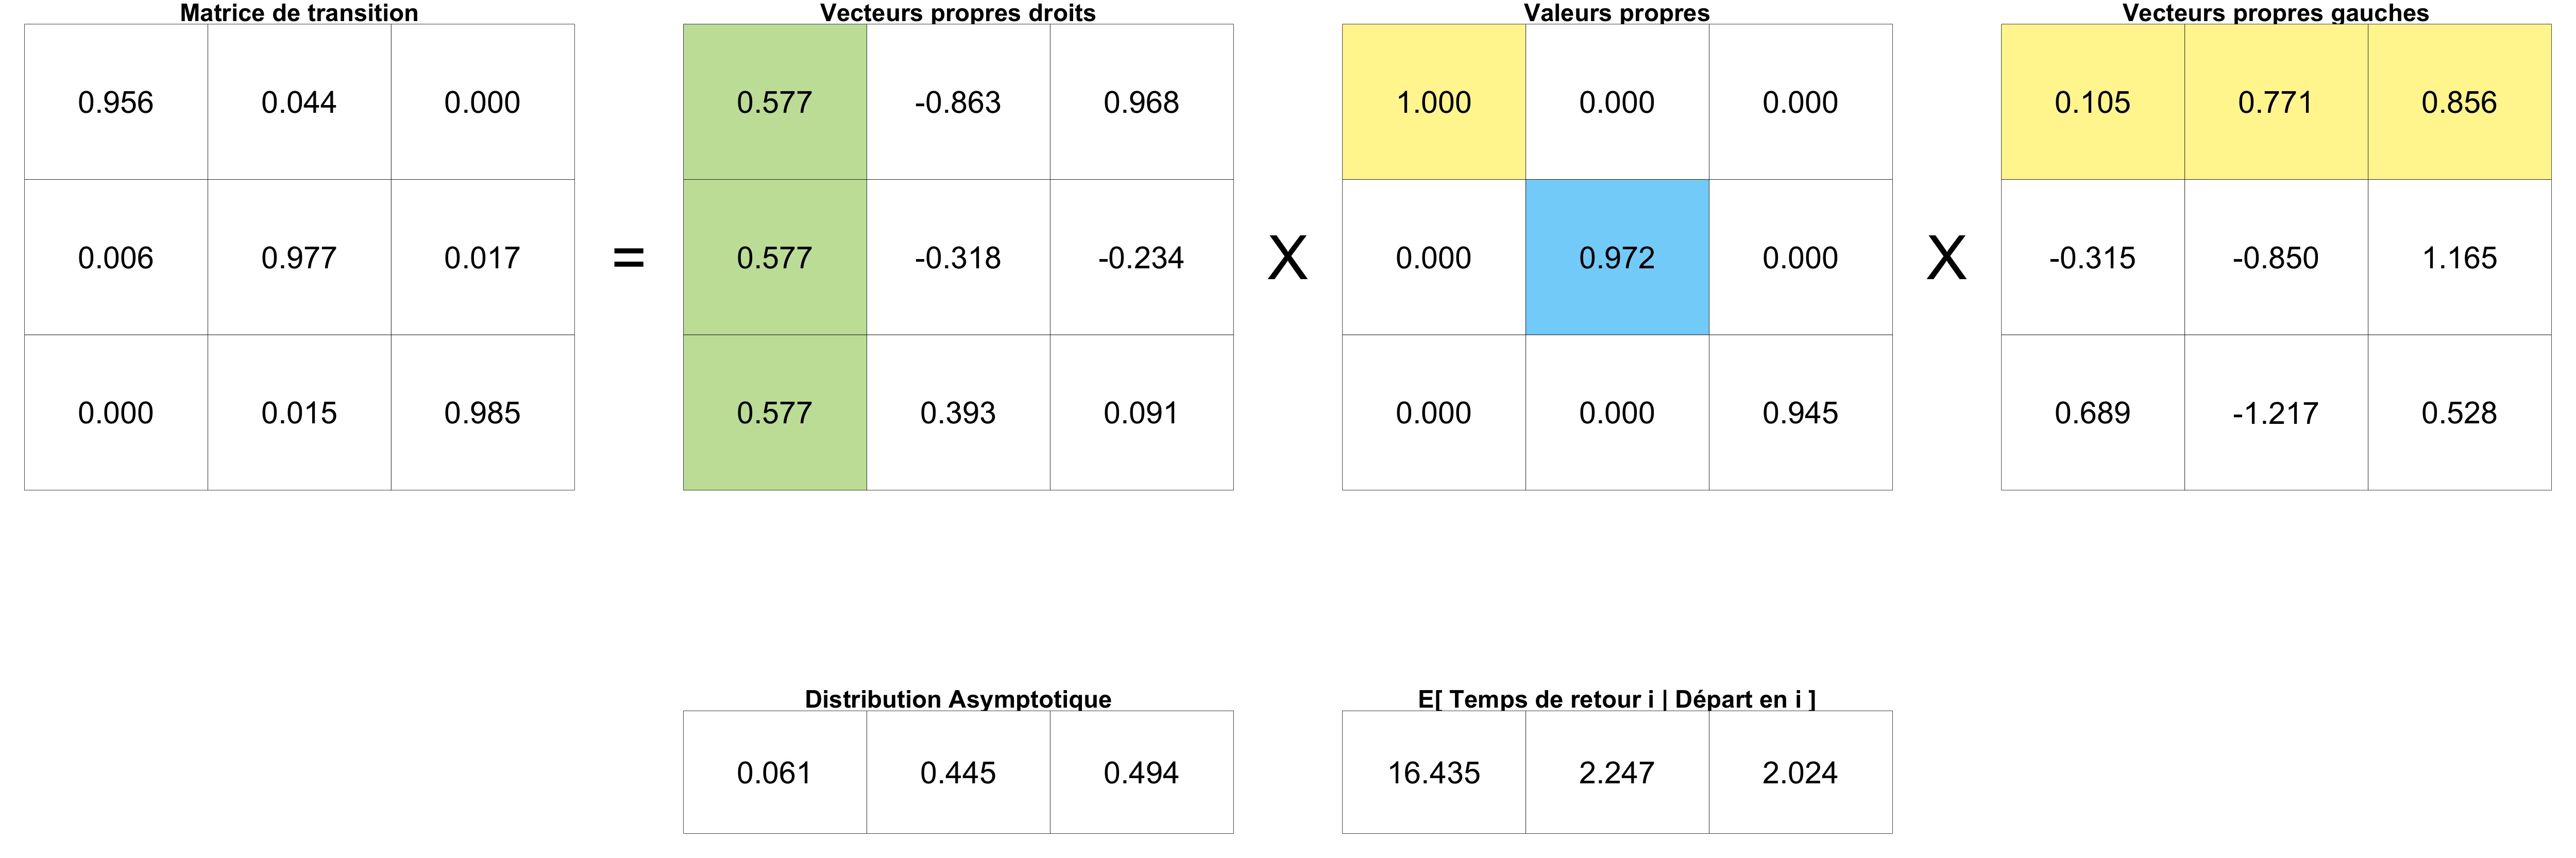 Matrice de transition Vecteurs propres droits Valeurs propres Vecteurs propres gauches
0.956 0.044 0.000 0.577 -0.863 0.968 1.000 0.000 0.000 0.105 0.771 0.856
0.006 0.977 0.017 = 0.577 -0.318 -0.234 X 0.000 0.972 0.000 X -0.315 -0.850 1.165
0.000 0.015 0.985 0.577 0.393 0.091 0.000 0.000 0.945 0.689 -1.217 0.528
Distribution Asymptotique E[ Temps de retour i | Départ en i ]
0.061 0.445 0.494 16.435 2.247 2.024